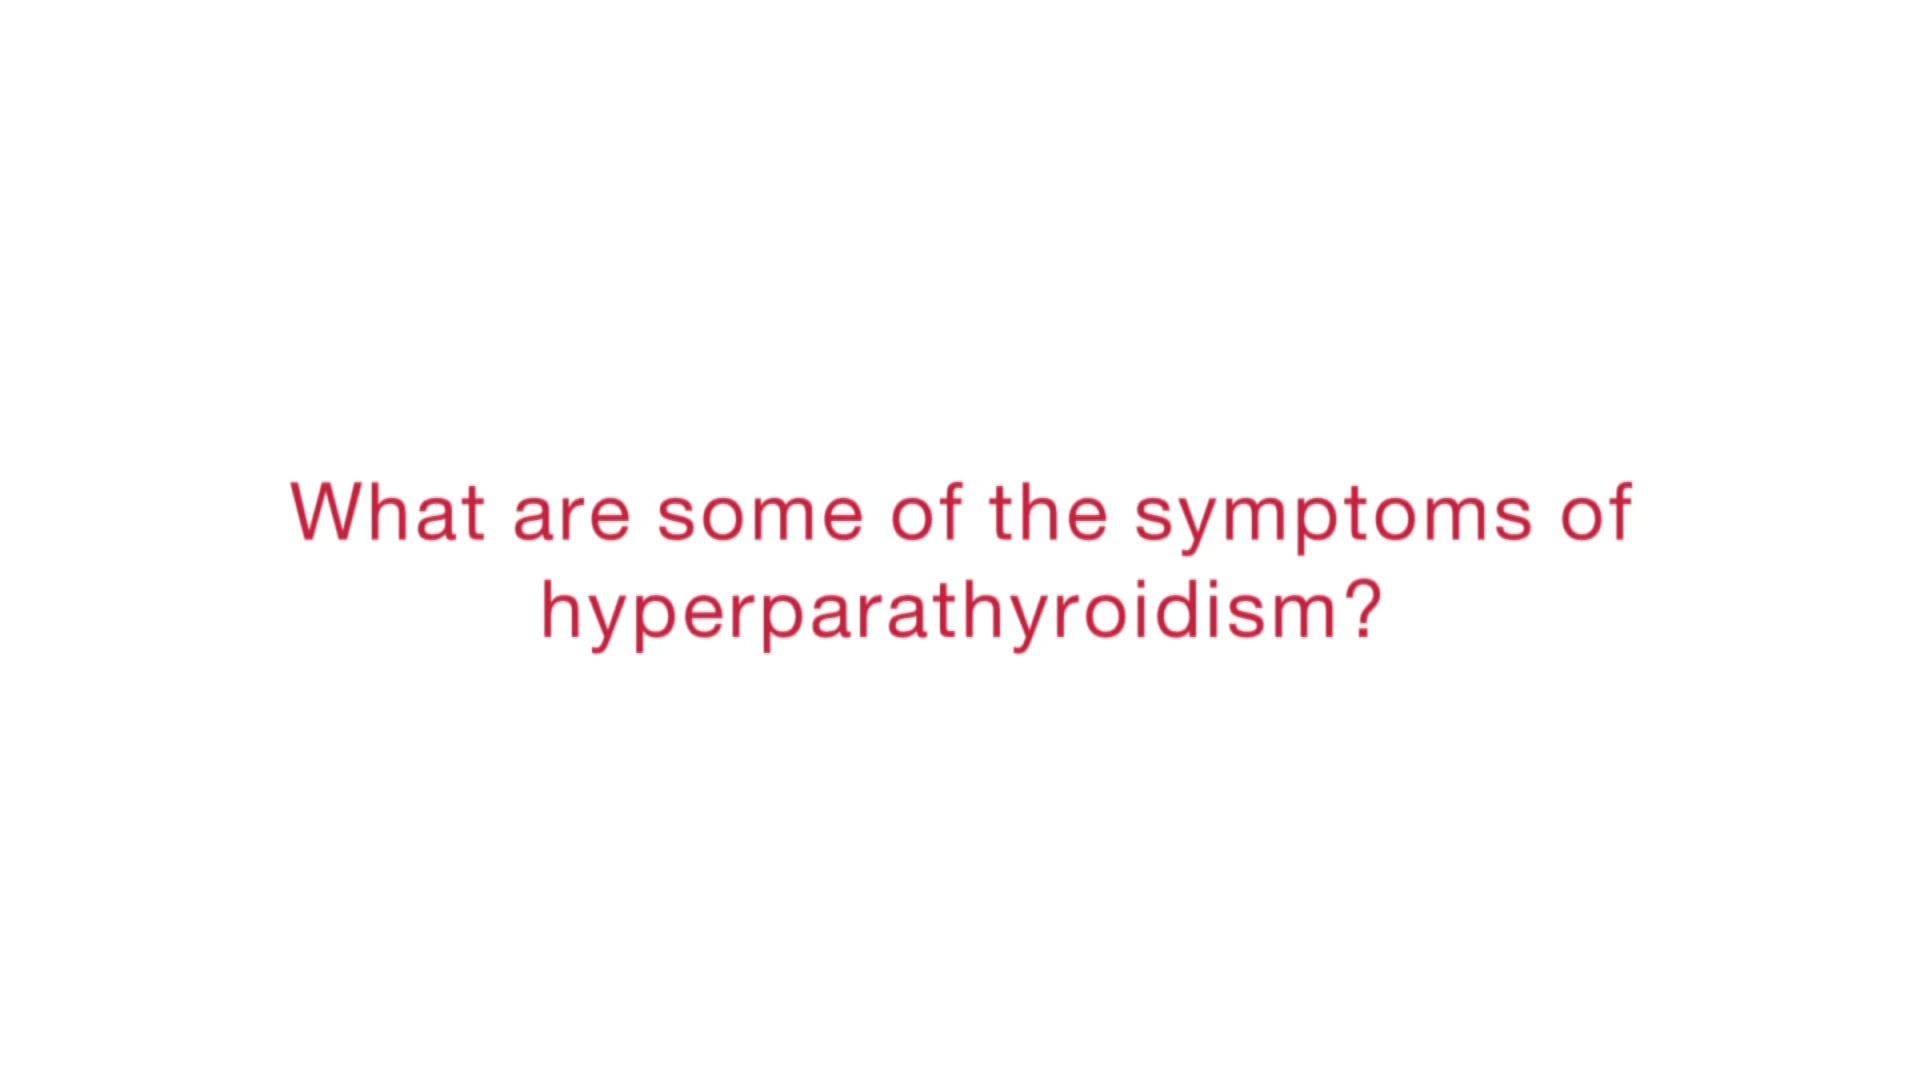 What are some of the symptoms of
hyperparathyroidism?